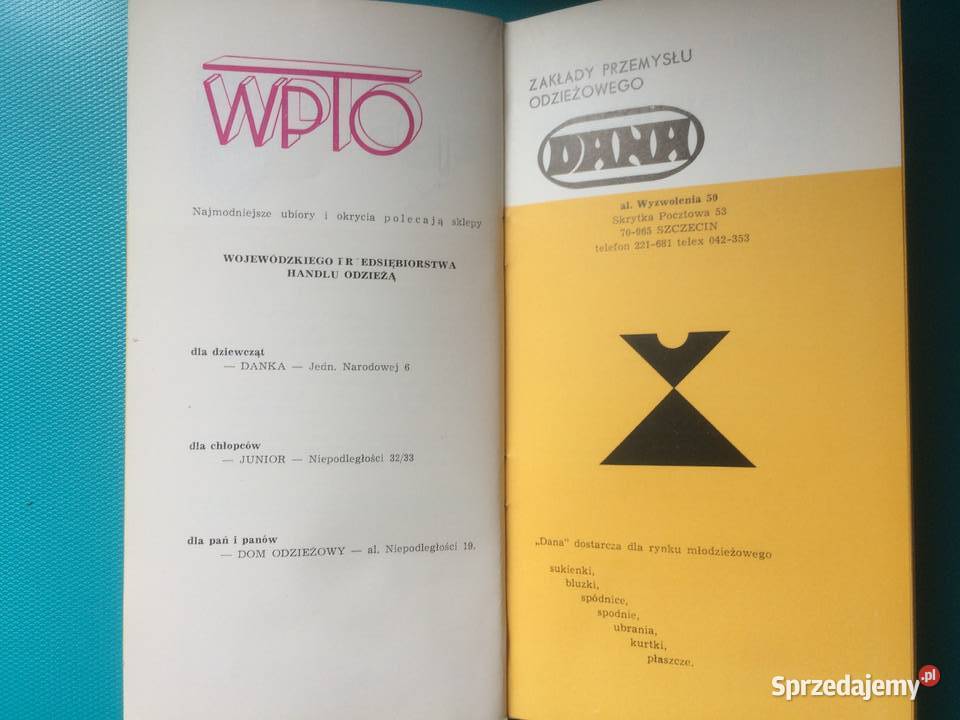 WPTO
Najmodniejsze ubiory i okrycia polecają sklepy
WOJEWÓDZKIEGO PR EDSIĘBIORSTWA
HANDLU ODZIEŻĄ
dla dziewcząt
— DANKA — Jedn. Narodowej 6
dla chłopców
— JUNIOR — Niepodległości 32/33
dla pań i panów
— DOM ODZIEŻOWY — al. Niepodległości 19.
ZAKŁADY PRZEMYSŁU
ODZIEŻOWEGO
DANA
al. Wyzwolenia 50
Skrytka Pocztowa 53
70-965 SZCZECIN
telefon 221-681 telex 042-353
„Dana" dostarcza dla rynku młodzieżowego
sukienki,
bluzki,
spódnice,
spodnie,
ubrania,
kurtki,
płaszcze.
Sprzedajemy.pl